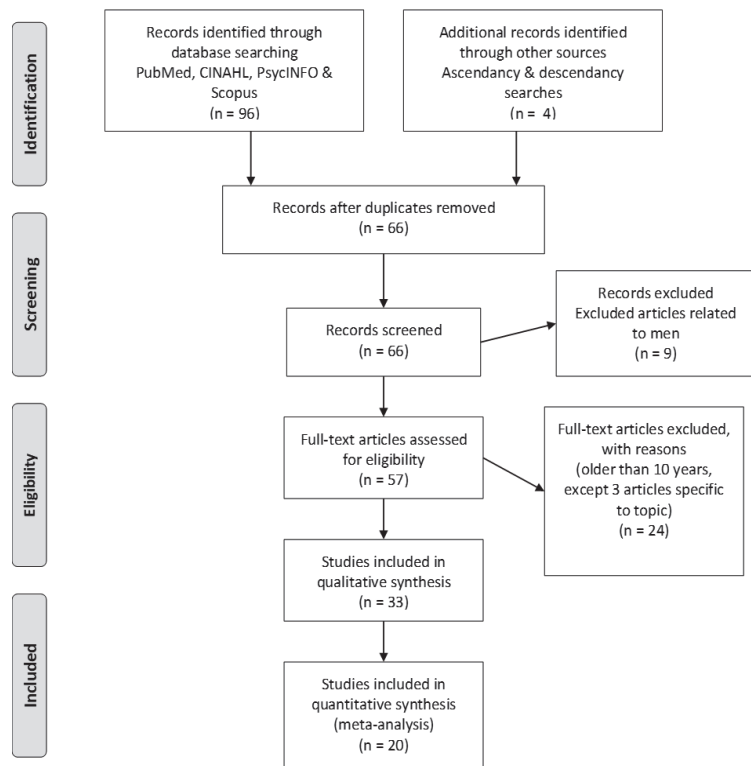 Identification
Records identified through
database searching
PubMed, CINAHL, PsycINFO &
Scopus
(n = 96)
Additional records identified
through other sources
Ascendancy & descendancy
searches
(n = 4)
Screening
Records after duplicates removed
(n = 66)
Records screened
(n = 66)
Records excluded
Excluded articles related
to men
(n = 9)
Eligibility
Full-text articles assessed
for eligibility
(n = 57)
Full-text articles excluded,
with reasons
(older than 10 years,
except 3 articles specific
to topic)
(n = 24)
Studies included in
qualitative synthesis
(n = 33)
Included
Studies included in
quantitative synthesis
(meta-analysis)
(n = 20)